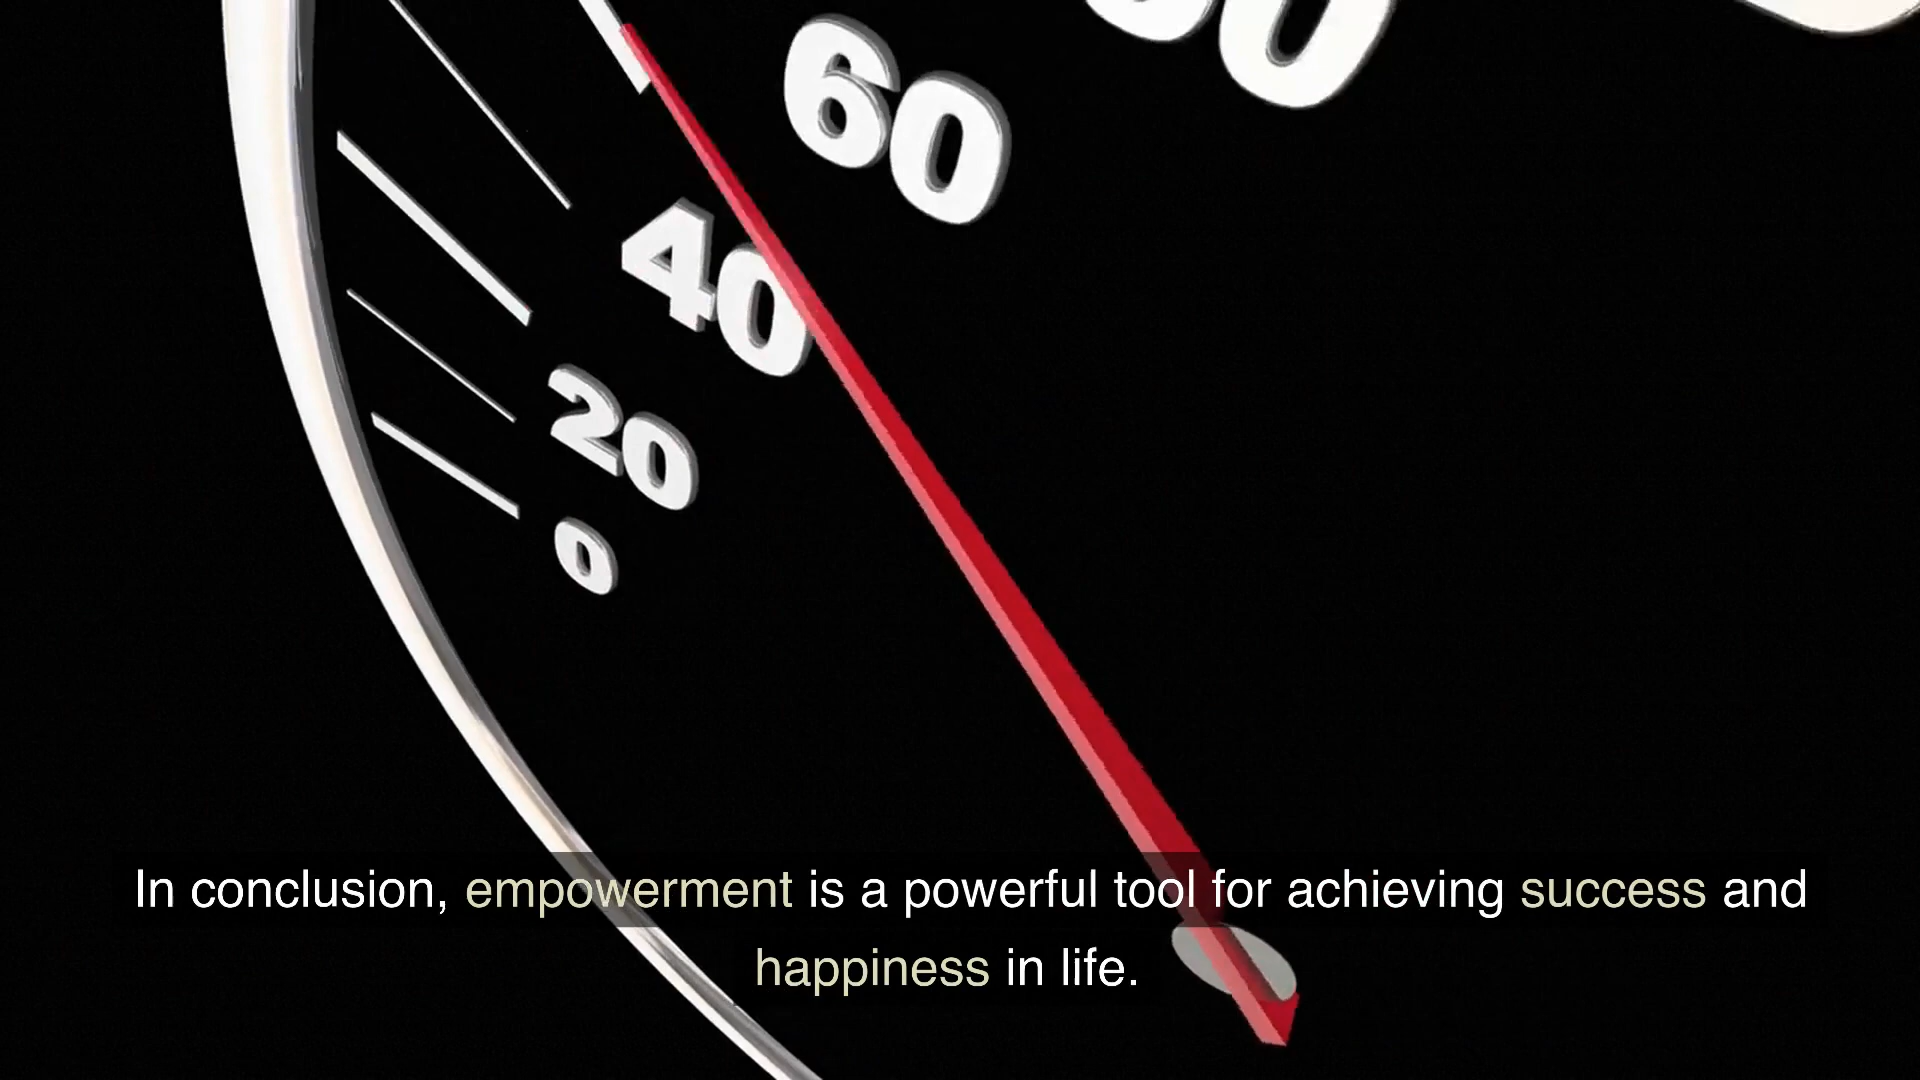 60
40
20
0
In conclusion, empowerment is a powerful tool for achieving success and
happiness in life.